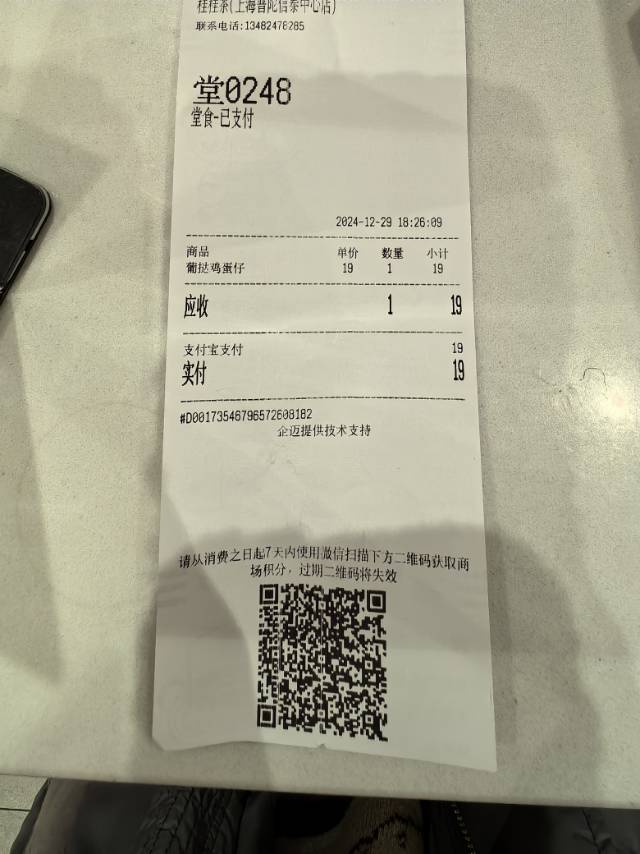 桂桂茶(上海普陀信泰中心店)
联系电话:13482478285
堂0248
堂食-已支付
2024-12-29 18:26:09
商品 单价 数量 小计
葡挞鸡蛋仔 19 1 19
应收 1 19
支付宝支付 19
实付 19
#D00173546796572608182
企迈提供技术支持
请从消费之日起7天内使用微信扫描下方二维码获取商
场积分，过期二维码将失效